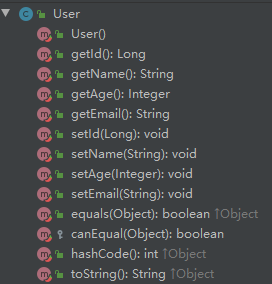 User
User()
getId(): Long
getName(): String
getAge(): Integer
getEmail(): String
setId(Long): void
setName(String): void
setAge(Integer): void
setEmail(String): void
equals(Object): boolean ↑Object
canEqual(Object): boolean
hashCode(): int ↑Object
toString(): String ↑Object